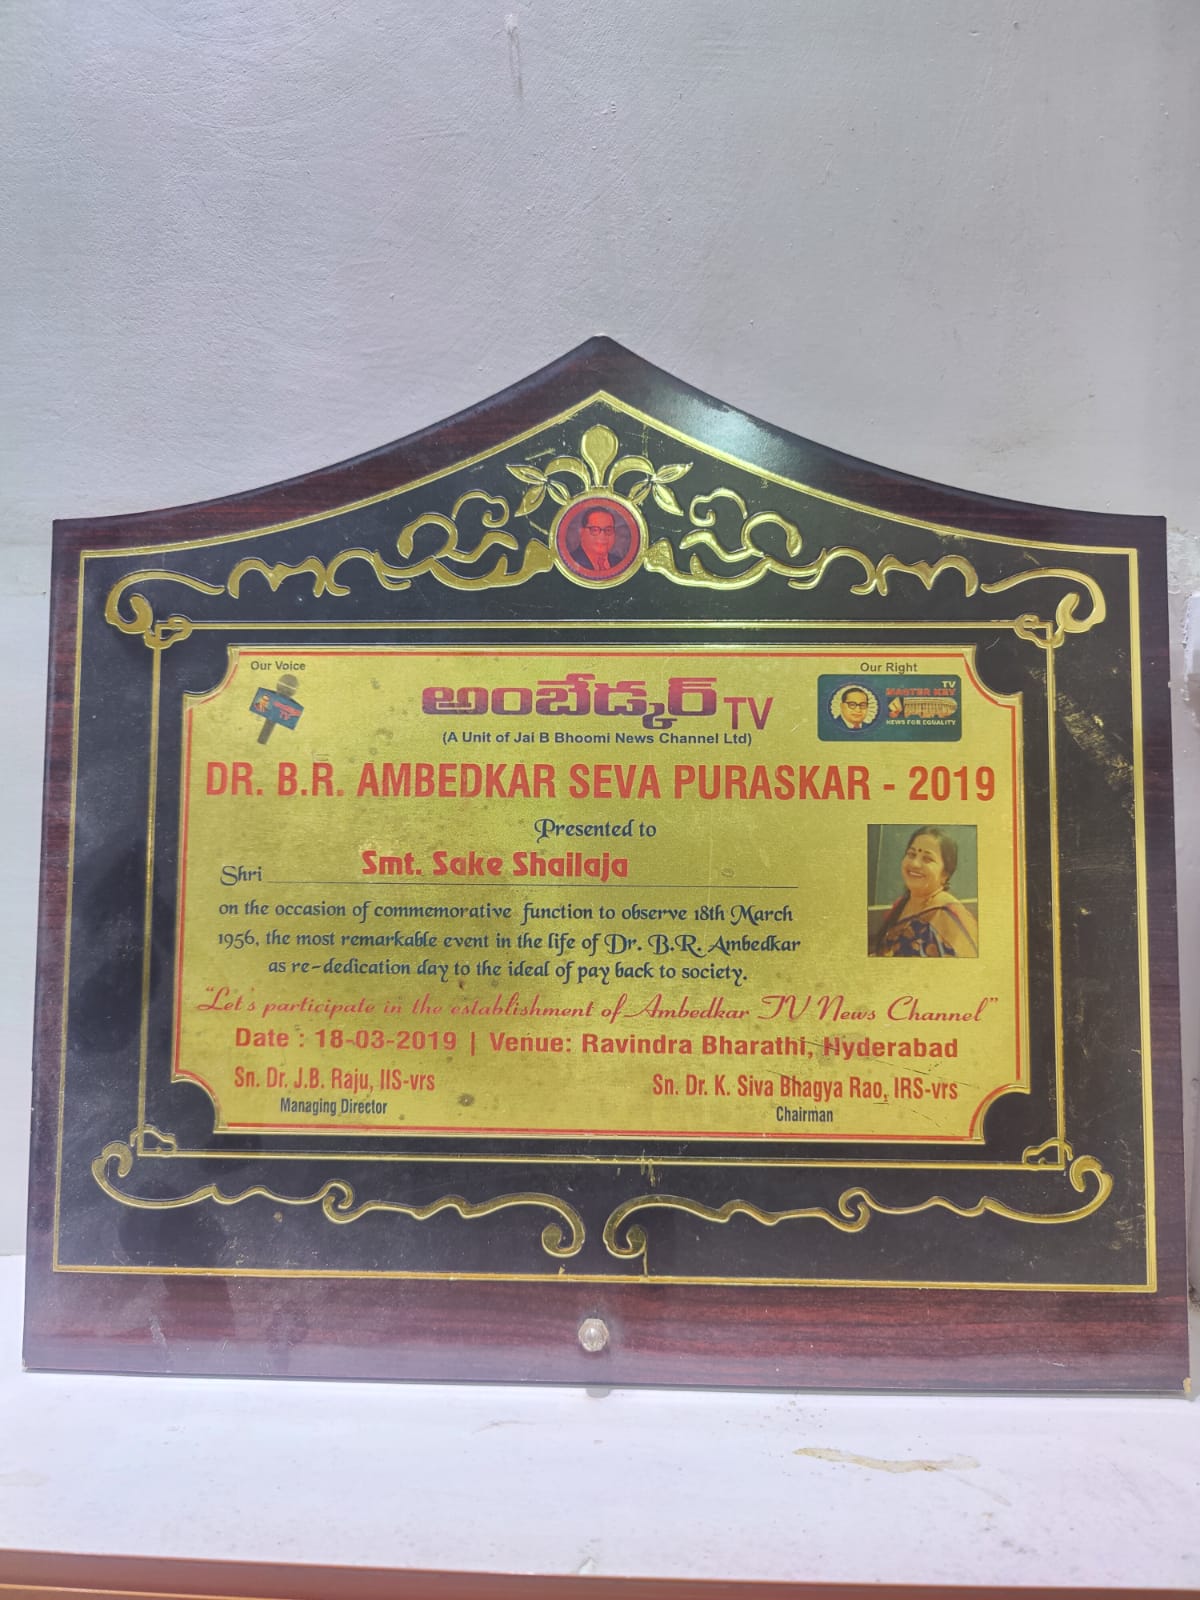 Our Voice
Our Right
అంబేడ్కర్ TV
TV
MASTER KEY
NEWS FOR EQUALITY
(A Unit of Jai B Bhoomi News Channel Ltd)
DR. B.R. AMBEDKAR SEVA PURASKAR - 2019
Presented to
Shri Smt. Sake Shailaja
on the occasion of commemorative function to observe 18th March
1956, the most remarkable event in the life of Dr. B.R. Ambedkar
as re-dedication day to the ideal of pay back to society.
"Let's participate in the establishment of Ambedkar TV News Channel"
Date : 18-03-2019 | Venue: Ravindra Bharathi, Hyderabad
Sn. Dr. J.B. Raju, IIS-vrs
Managing Director
Sn. Dr. K. Siva Bhagya Rao, IRS-vrs
Chairman